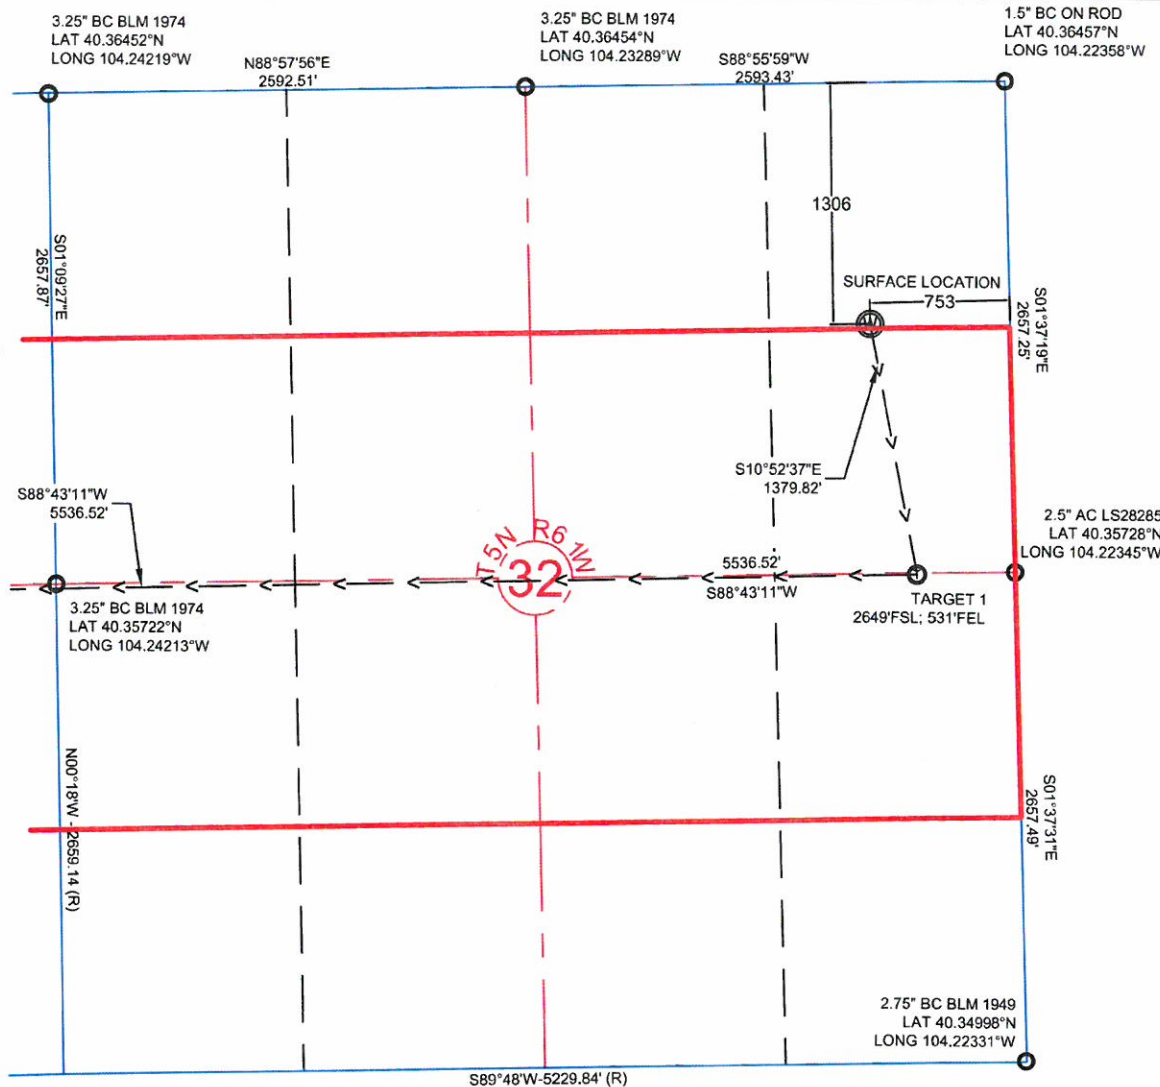 3.25" BC BLM 1974
LAT 40.36452°N
LONG 104.24219°W
N88°57'56"E
2592.51'
3.25" BC BLM 1974
LAT 40.36454°N
LONG 104.23289°W
S88°55'59"W
2593.43'
1.5" BC ON ROD
LAT 40.36457°N
LONG 104.22358°W
1306
S01°09'27"E
2657.87'
SURFACE LOCATION
753
W
S01°37'19"E
2657.25'
S10°52'37"E
1379.82'
S88°43'11"W
5536.52'
2.5" AC LS28285
LAT 40.35728°N
LONG 104.22345°W
T5N R61W
32
5536.52'
S88°43'11"W
TARGET 1
2649'FSL; 531'FEL
3.25" BC BLM 1974
LAT 40.35722°N
LONG 104.24213°W
N00°18'W -2659.14 (R)
S01°37'31"E
2657.49'
2.75" BC BLM 1949
LAT 40.34998°N
LONG 104.22331°W
S89°48'W-5229.84' (R)